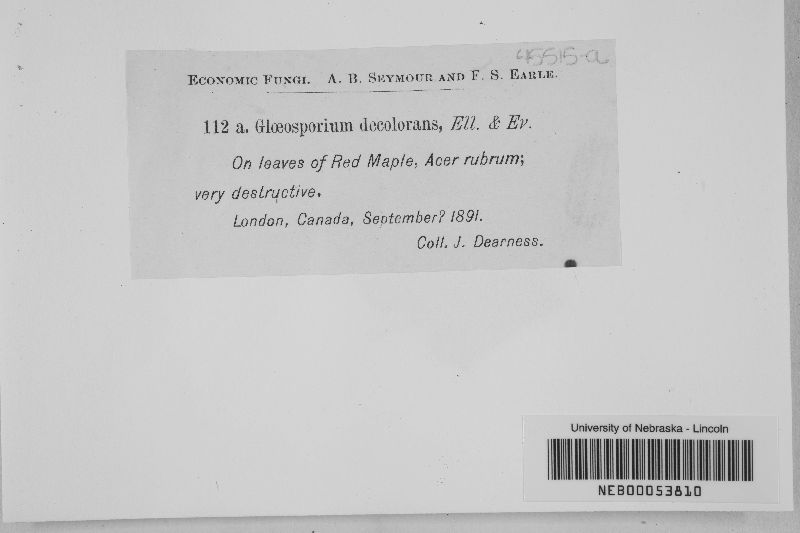 45515-a
Economic Fungi. A. B. Seymour and F. S. Earle.
112 a. Glœosporium decolorans, Ell. & Ev.
On leaves of Red Maple, Acer rubrum;
very destructive.
London, Canada, September? 1891.
Coll. J. Dearness.
University of Nebraska - Lincoln
NEB00053810